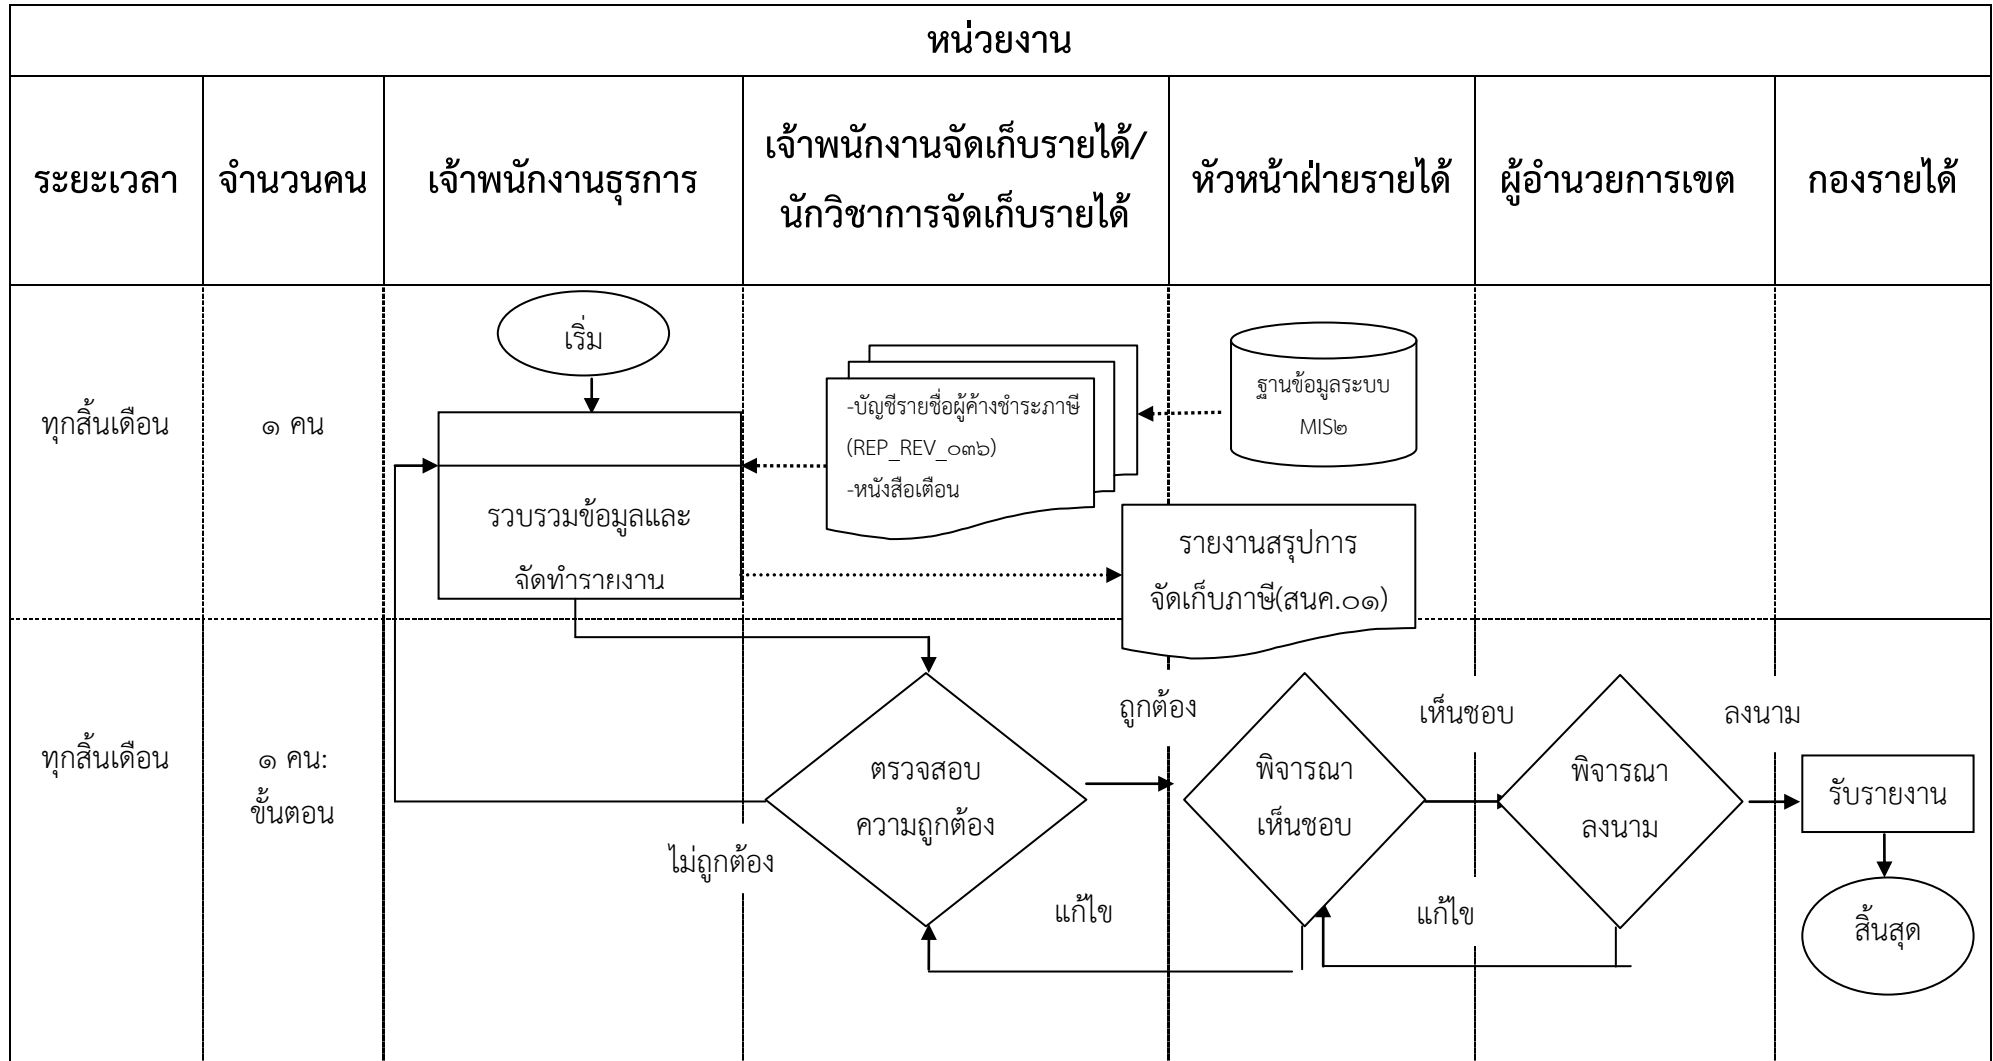 หน่วยงาน
ระยะเวลา
จำนวนคน
เจ้าพนักงานธุรการ
เจ้าพนักงานจัดเก็บรายได้/
นักวิชาการจัดเก็บรายได้
หัวหน้าฝ่ายรายได้
ผู้อำนวยการเขต
กองรายได้
ทุกสิ้นเดือน
๑ คน
เริ่ม
รวบรวมข้อมูลและ
จัดทำรายงาน
-บัญชีรายชื่อผู้ค้างชำระภาษี
(REP_REV_๐๓๖)
-หนังสือเตือน
ฐานข้อมูลระบบ
MIS๒
รายงานสรุปการ
จัดเก็บภาษี(สนค.๐๑)
ทุกสิ้นเดือน
๑ คน:
ขั้นตอน
ตรวจสอบ
ความถูกต้อง
ไม่ถูกต้อง
ถูกต้อง
แก้ไข
พิจารณา
เห็นชอบ
เห็นชอบ
แก้ไข
พิจารณา
ลงนาม
ลงนาม
รับรายงาน
สิ้นสุด